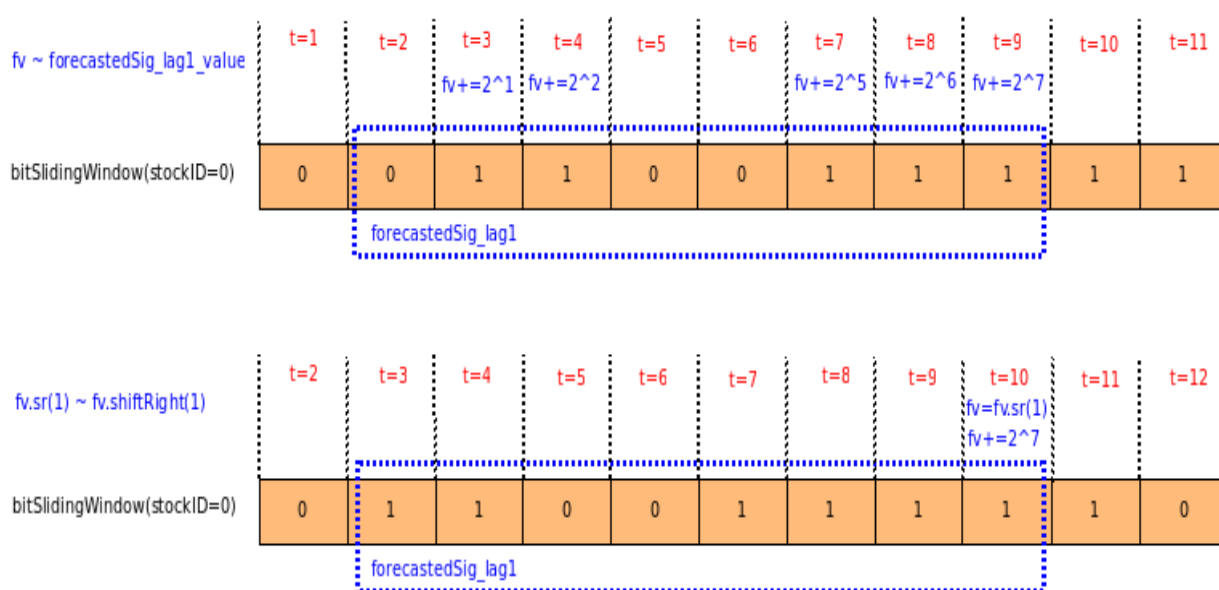 t=1 t=2 t=3 t=4 t=5 t=6 t=7 t=8 t=9 t=10 t=11
fv ~ forecastedSig_lag1_value
fv+=2^1 fv+=2^2 fv+=2^5 fv+=2^6 fv+=2^7
bitSlidingWindow(stockID=0) 0 0 1 1 0 0 1 1 1 1 1
forecastedSig_lag1
t=2 t=3 t=4 t=5 t=6 t=7 t=8 t=9 t=10 t=11 t=12
fv.sr(1) ~ fv.shiftRight(1) fv=fv.sr(1)
fv+=2^7
bitSlidingWindow(stockID=0) 0 1 1 0 0 1 1 1 1 1 0
forecastedSig_lag1